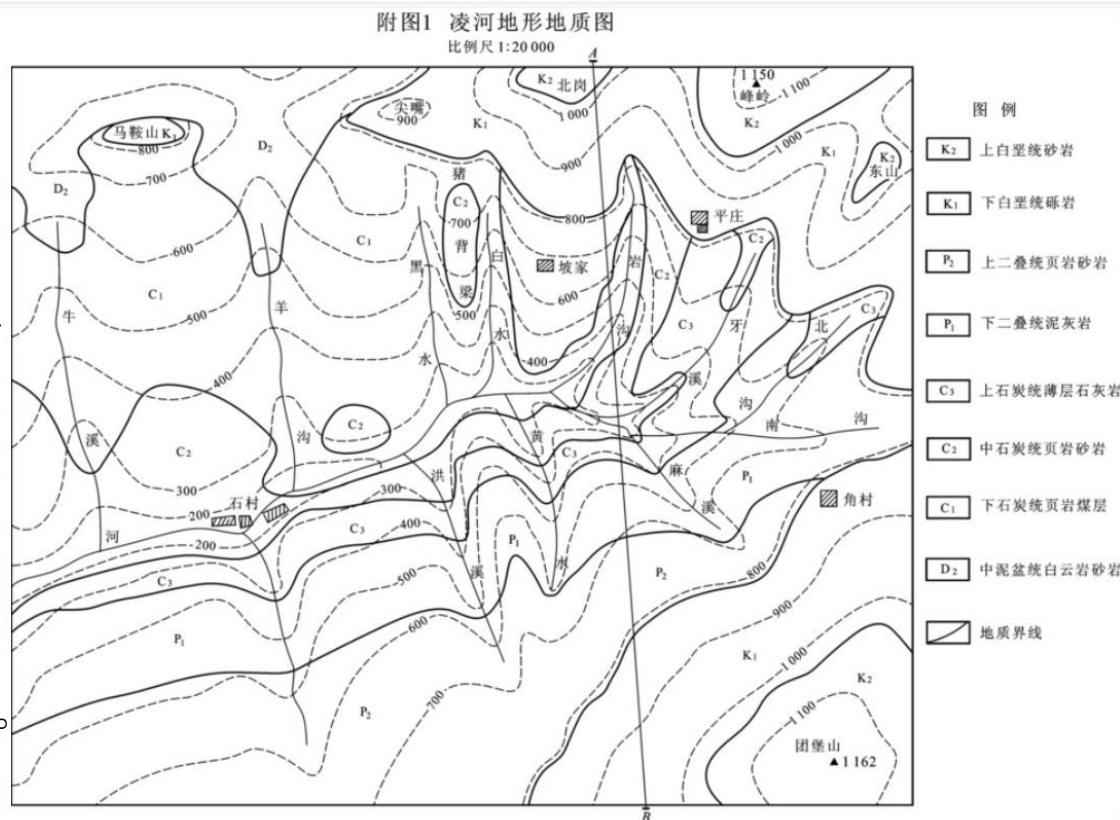 附图1 凌河地形地质图
比例尺 1:20 000
A
K2 北岗
1 150
峰岭
1 100
K2
尖嘴
900
K1
1 000
马鞍山 K1
800
D2
700
D2
900
1 000
K1
K2
东山
猪
C2
700
背
梁
500
800
平庄
C2
C1
600
黑
白
坡家
岩
C2
600
C1
500
牛
羊
水
水
沟
C3
牙
北
C3
400
400
溪
沟
C2
C2
沟
溪
沟
南
沟
300
洪
黄
C3
麻
P1
300
石村
200
200
河
C3
400
P1
溪
角村
C3
500
溪
水
P2
800
P1
600
900
K1
1 000
K2
700
P2
1 100
团堡山
1 162
B
图 例
K2 上白垩统砂岩
K1 下白垩统砾岩
P2 上二叠统页岩砂岩
P1 下二叠统泥灰岩
C3 上石炭统薄层石灰岩
C2 中石炭统页岩砂岩
C1 下石炭统页岩煤层
D2 中泥盆统白云岩砂岩
地质界线